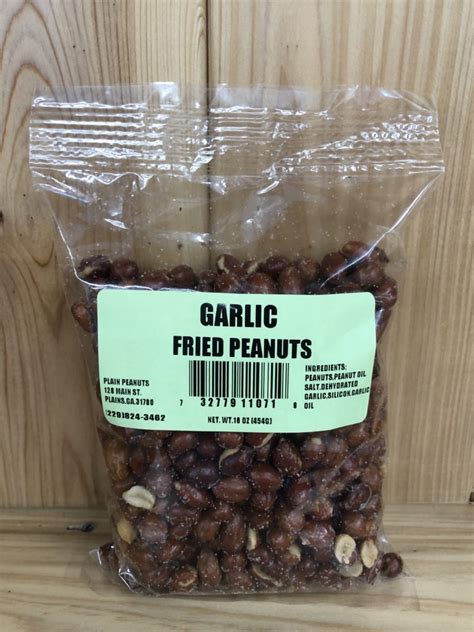 GARLIC
FRIED PEANUTS
PLAIN PEANUTS
128 MAIN ST.
PLAINS,GA.31780
(229)824-3462
7 32779 11071 8
NET. WT.16 OZ (454G)
INGREDIENTS:
PEANUTS.PEANUT OIL
SALT.DEHYDRATED
GARLIC.SILICON.GARLIC
OIL